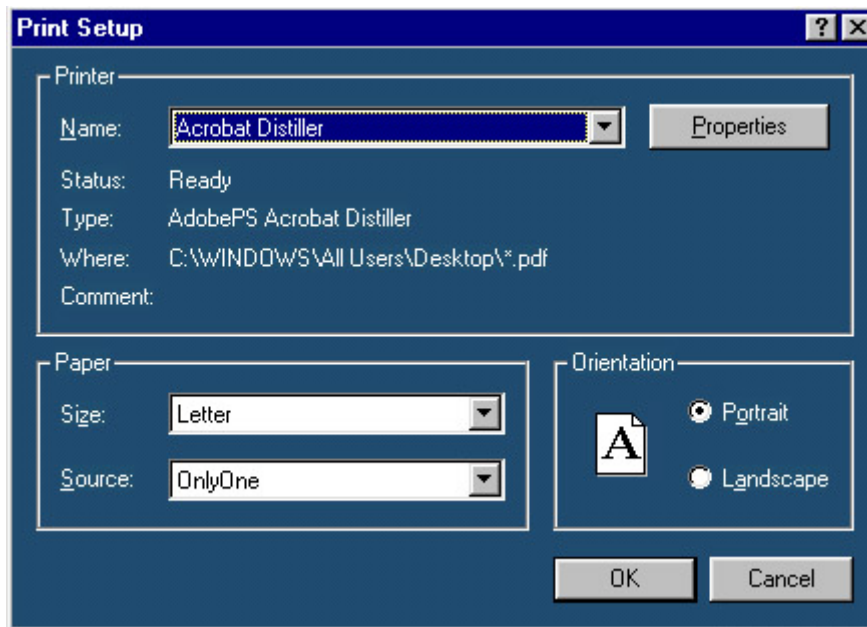 Print Setup
Printer
Name: Acrobat Distiller Properties
Status: Ready
Type: AdobePS Acrobat Distiller
Where: C:\WINDOWS\All Users\Desktop\*.pdf
Comment:
Paper
Size: Letter
Source: OnlyOne
Orientation
A
Portrait
Landscape
OK Cancel